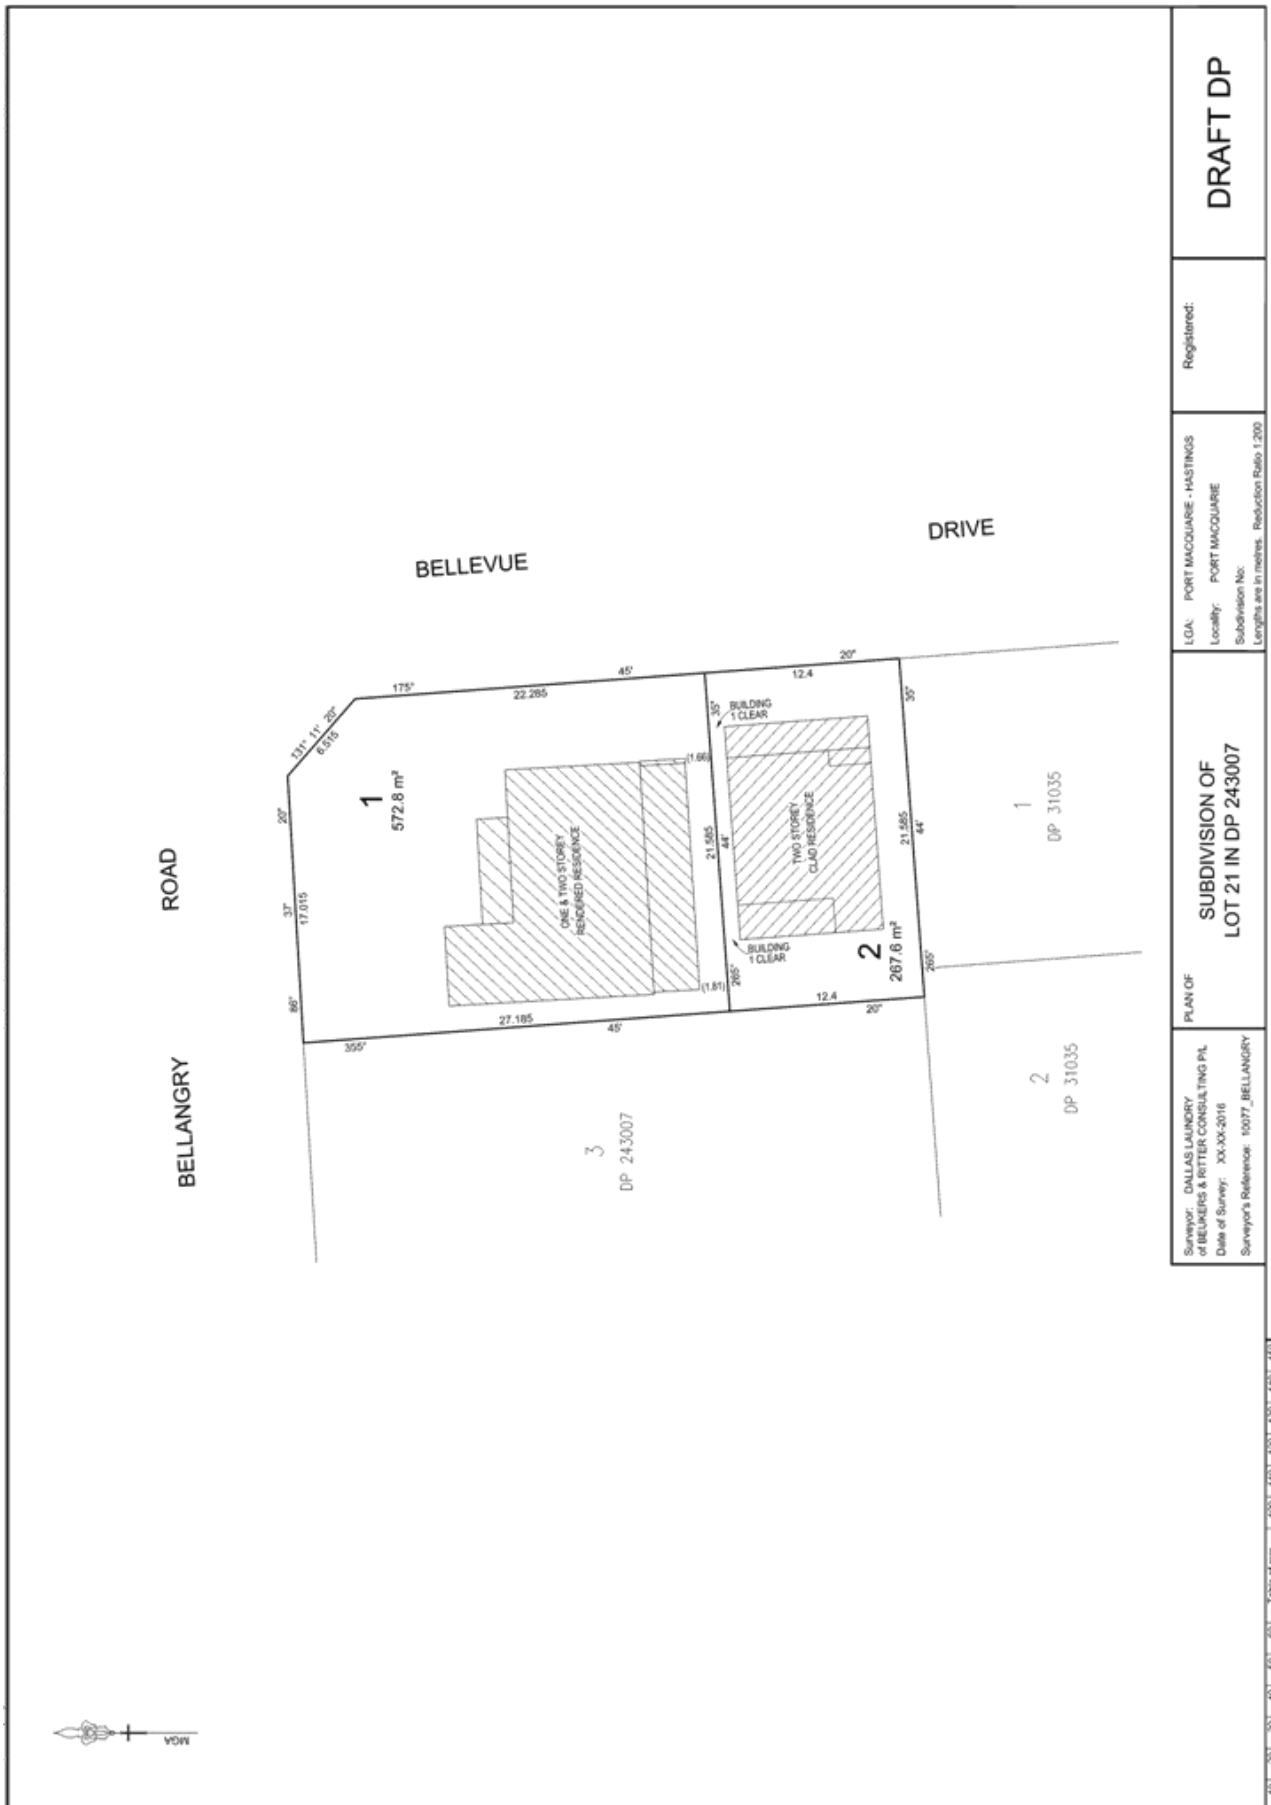 BELLANGRY
ROAD
BELLEVUE
DRIVE
86°
37'
20"
17.015
131° 11' 20"
6.515
175°
45'
20"
22.285
12.4
1
572.8 m²
ONE & TWO STOREY
RENDERED RESIDENCE
(1.66)
(1.81)
355°
27.185
45'
12.4
20"
265°
21.585
44'
35"
BUILDING
1 CLEAR
TWO STOREY
CLAD RESIDENCE
BUILDING
1 CLEAR
2
267.6 m²
265°
21.585
44'
35"
3
DP 243007
1
DP 31035
2
DP 31035
MGA
Surveyor: DALLAS LAUNDRY
of BEUKERS & RITTER CONSULTING P/L
Date of Survey: XX-XX-2016
Surveyor's Reference: 10077_BELLANGRY
PLAN OF
SUBDIVISION OF
LOT 21 IN DP 243007
LGA: PORT MACQUARIE - HASTINGS
Locality: PORT MACQUARIE
Subdivision No:
Lengths are in metres. Reduction Ratio 1:200
Registered:
DRAFT DP